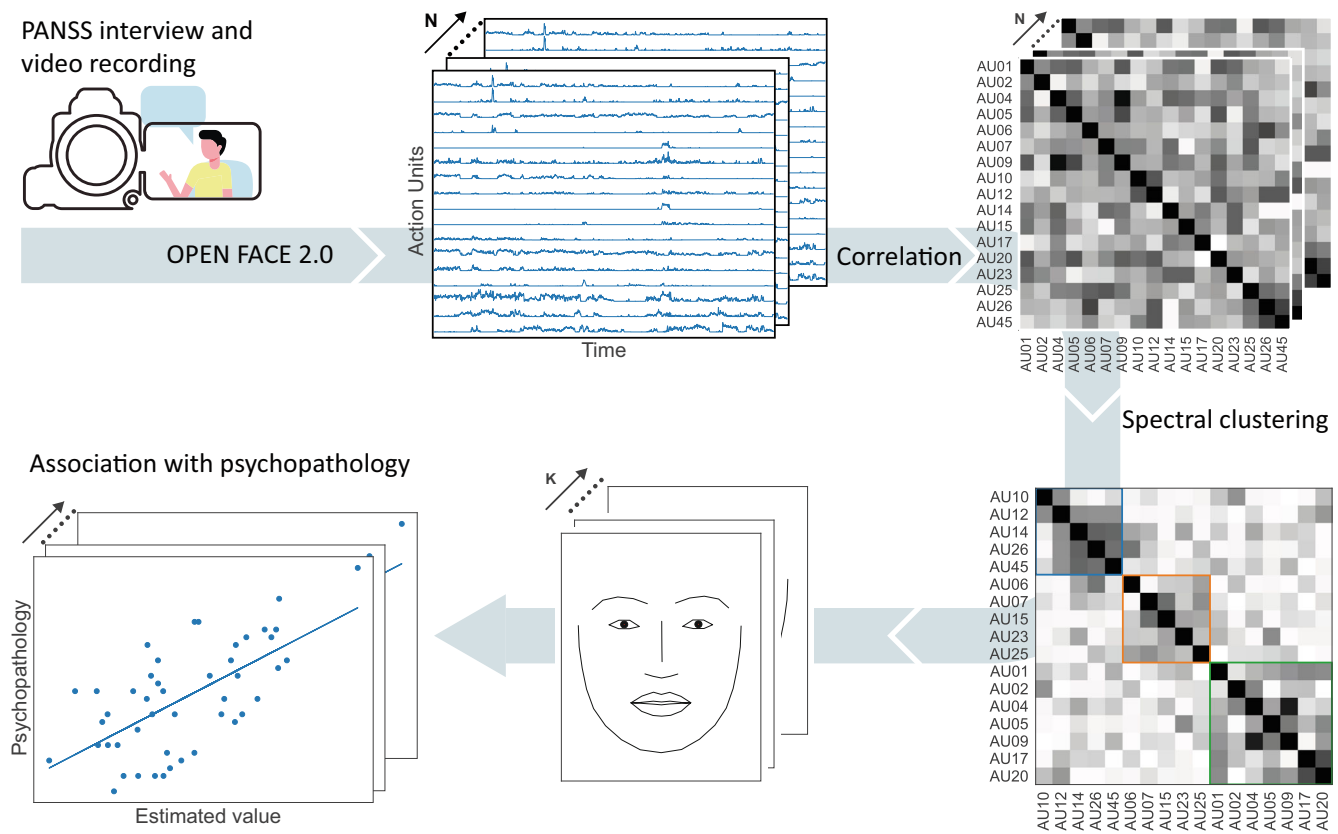 PANSS interview and
video recording
OPEN FACE 2.0
N
Action Units
Time
Correlation
N
AU01
AU02
AU04
AU05
AU06
AU07
AU09
AU10
AU12
AU14
AU15
AU17
AU20
AU23
AU25
AU26
AU45
AU01 AU02 AU04 AU05 AU06 AU07 AU09 AU10 AU12 AU14 AU15 AU17 AU20 AU23 AU25 AU26 AU45
Spectral clustering
AU10
AU12
AU14
AU26
AU45
AU06
AU07
AU15
AU23
AU25
AU01
AU02
AU04
AU05
AU09
AU17
AU20
AU10 AU12 AU14 AU26 AU45 AU06 AU07 AU15 AU23 AU25 AU01 AU02 AU04 AU05 AU09 AU17 AU20
K
Association with psychopathology
Psychopathology
Estimated value